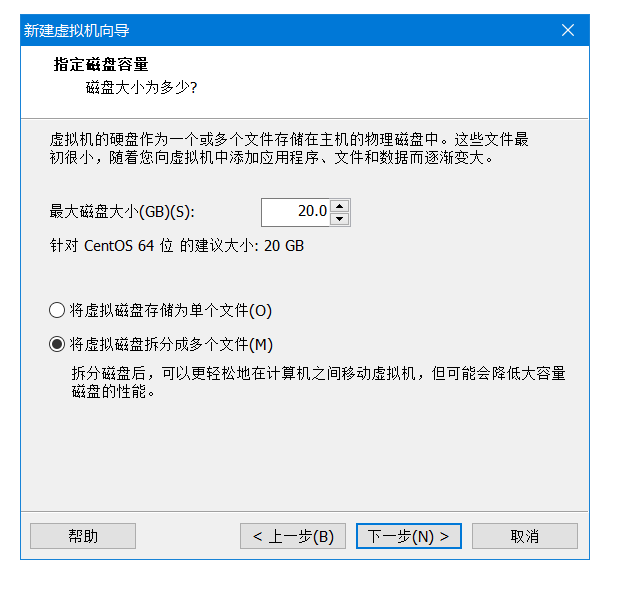 新建虚拟机向导
指定磁盘容量
磁盘大小为多少?
虚拟机的硬盘作为一个或多个文件存储在主机的物理磁盘中。这些文件最
初很小，随着您向虚拟机中添加应用程序、文件和数据而逐渐变大。
最大磁盘大小(GB)(S): 20.0
针对 CentOS 64 位 的建议大小: 20 GB
将虚拟磁盘存储为单个文件(O)
将虚拟磁盘拆分成多个文件(M)
拆分磁盘后，可以更轻松地在计算机之间移动虚拟机，但可能会降低大容量
磁盘的性能。
帮助 < 上一步(B) 下一步(N) > 取消